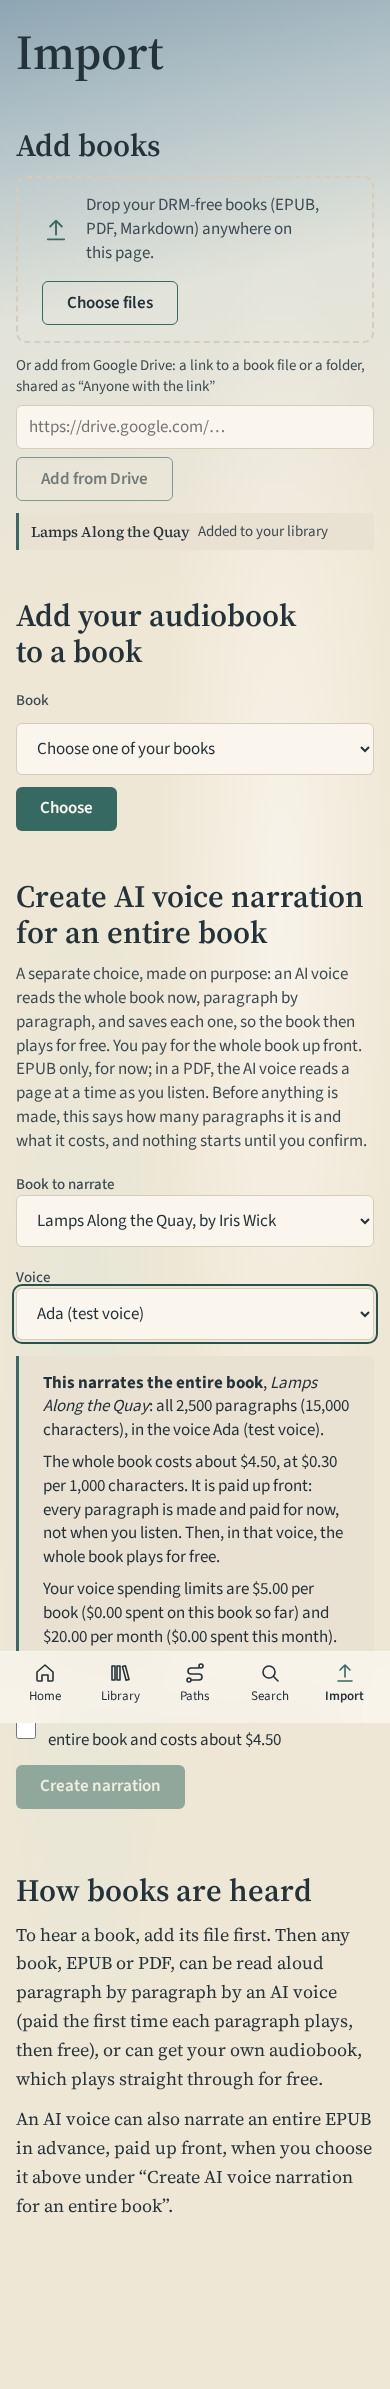 Import
Add books
Drop your DRM-free books (EPUB,
PDF, Markdown) anywhere on
this page.
Choose files
Or add from Google Drive: a link to a book file or a folder,
shared as “Anyone with the link”
https://drive.google.com/…
Add from Drive
Lamps Along the Quay Added to your library
Add your audiobook
to a book
Book
Choose one of your books
Choose
Create AI voice narration
for an entire book
A separate choice, made on purpose: an AI voice
reads the whole book now, paragraph by
paragraph, and saves each one, so the book then
plays for free. You pay for the whole book up front.
EPUB only, for now; in a PDF, the AI voice reads a
page at a time as you listen. Before anything is
made, this says how many paragraphs it is and
what it costs, and nothing starts until you confirm.
Book to narrate
Lamps Along the Quay, by Iris Wick
Voice
Ada (test voice)
This narrates the entire book, Lamps
Along the Quay: all 2,500 paragraphs (15,000
characters), in the voice Ada (test voice).
The whole book costs about $4.50, at $0.30
per 1,000 characters. It is paid up front:
every paragraph is made and paid for now,
not when you listen. Then, in that voice, the
whole book plays for free.
Your voice spending limits are $5.00 per
book ($0.00 spent on this book so far) and
$20.00 per month ($0.00 spent this month).
Home Library Paths Search Import
entire book and costs about $4.50
Create narration
How books are heard
To hear a book, add its file first. Then any
book, EPUB or PDF, can be read aloud
paragraph by paragraph by an AI voice
(paid the first time each paragraph plays,
then free), or can get your own audiobook,
which plays straight through for free.
An AI voice can also narrate an entire EPUB
in advance, paid up front, when you choose
it above under “Create AI voice narration
for an entire book”.